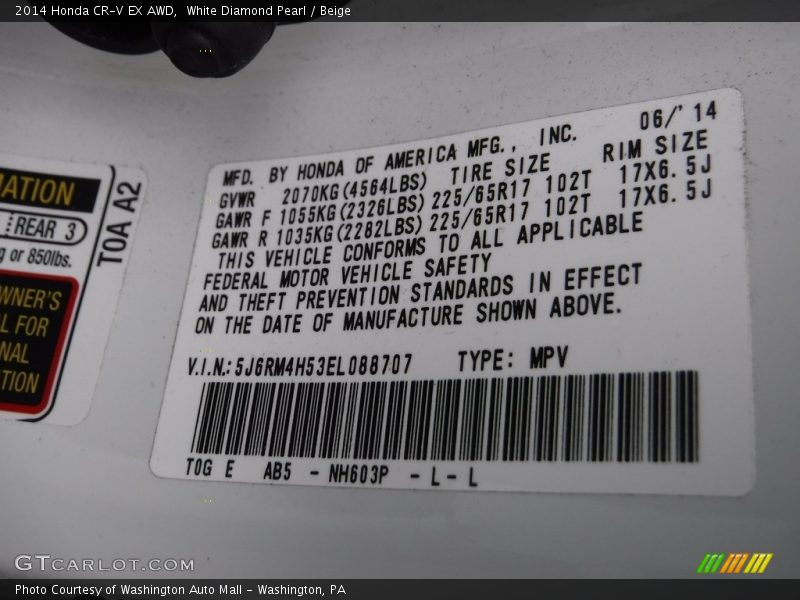 2014 Honda CR-V EX AWD, White Diamond Pearl / Beige
MATION
REAR 3
g or 850lbs.
WNER'S
L FOR
NAL
TION
TOA A2
MFD. BY HONDA OF AMERICA MFG., INC. 06/'14
GVWR 2070KG(4564LBS) TIRE SIZE RIM SIZE
GAWR F 1055KG(2326LBS) 225/65R17 102T 17X6.5J
GAWR R 1035KG(2282LBS) 225/65R17 102T 17X6.5J
THIS VEHICLE CONFORMS TO ALL APPLICABLE
FEDERAL MOTOR VEHICLE SAFETY
AND THEFT PREVENTION STANDARDS IN EFFECT
ON THE DATE OF MANUFACTURE SHOWN ABOVE.
V.I.N.:5J6RM4H53EL088707 TYPE: MPV
TOG E AB5 - NH603P - L- L
GTCARLOT.COM
Photo Courtesy of Washington Auto Mall - Washington, PA